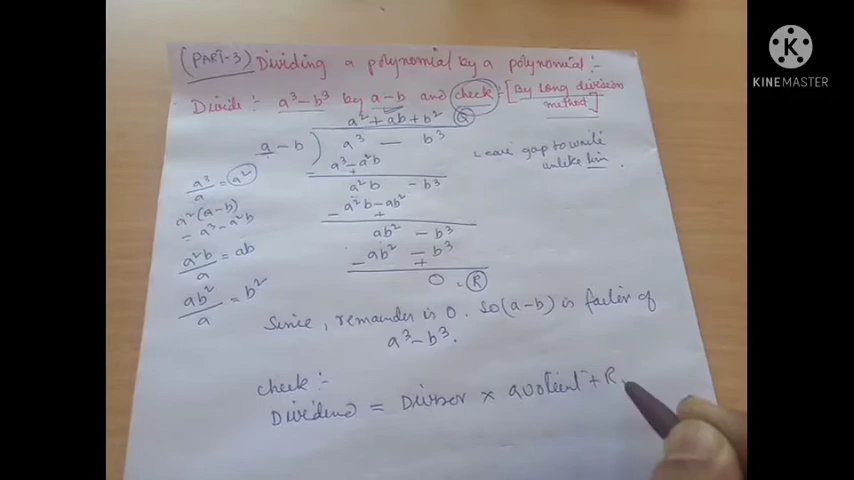 (PART-3) Dividing a polynomial by a polynomial:-
Divide:- a³-b³ by a-b and check:- [By Long division method]
a²+ab+b² Q
a-b ) a³ - b³
Leave gap to write unlike term.
a³-a²b
- +
a²b - b³
a²b-ab²
- +
ab² - b³
ab² - b³
- +
0. R
a³/a = a²
a²(a-b)
= a³-a²b
a²b/a = ab
ab²/a = b²
Since, remainder is 0. So (a-b) is factor of
a³-b³.
Check:-
Dividend = Divisor × Quotient + R.
K
KINEMASTER